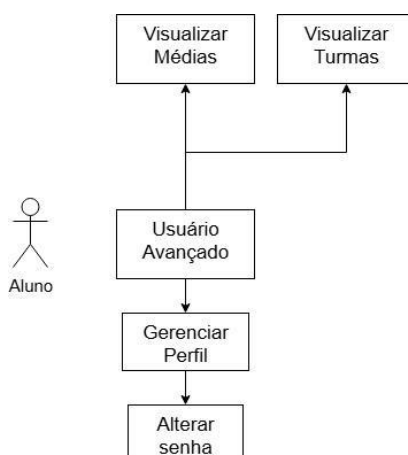 Visualizar
Médias
Visualizar
Turmas
Usuário
Avançado
Aluno
Gerenciar
Perfil
Alterar
senha